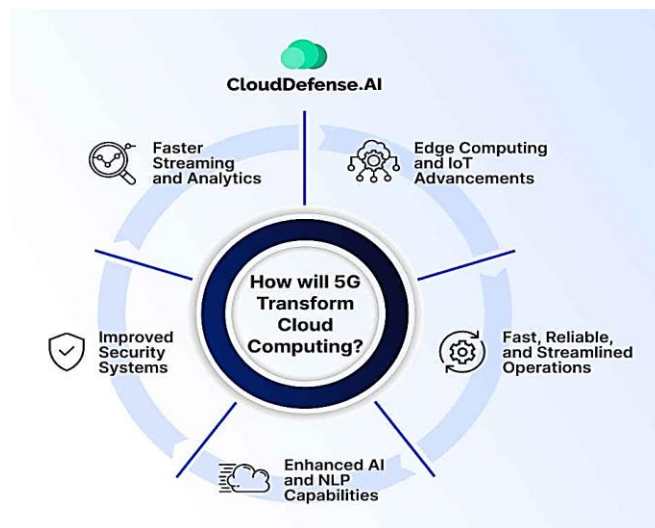 CloudDefense.AI
Faster
Streaming
and Analytics
Edge Computing
and IoT
Advancements
How will 5G
Transform
Cloud
Computing?
Improved
Security
Systems
Fast, Reliable,
and Streamlined
Operations
Enhanced AI
and NLP
Capabilities